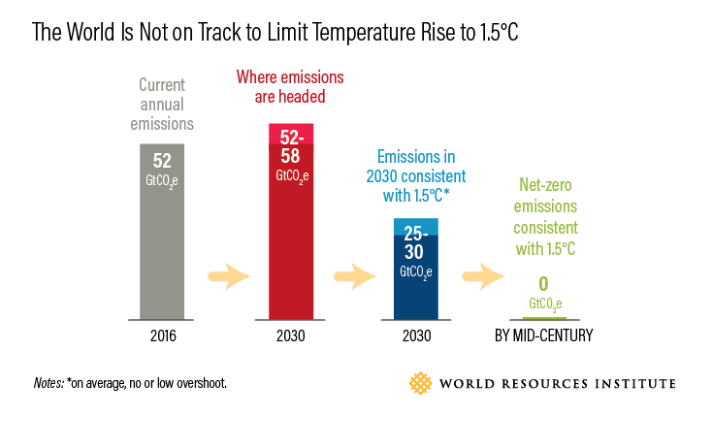 The World Is Not on Track to Limit Temperature Rise to 1.5°C
Current
annual
emissions
52
GtCO₂e
2016
Where emissions
are headed
52-
58
GtCO₂e
2030
Emissions in
2030 consistent
with 1.5°C*
25-
30
GtCO₂e
2030
Net-zero
emissions
consistent
with 1.5°C
0
GtCO₂e
BY MID-CENTURY
Notes: *on average, no or low overshoot.
WORLD RESOURCES INSTITUTE